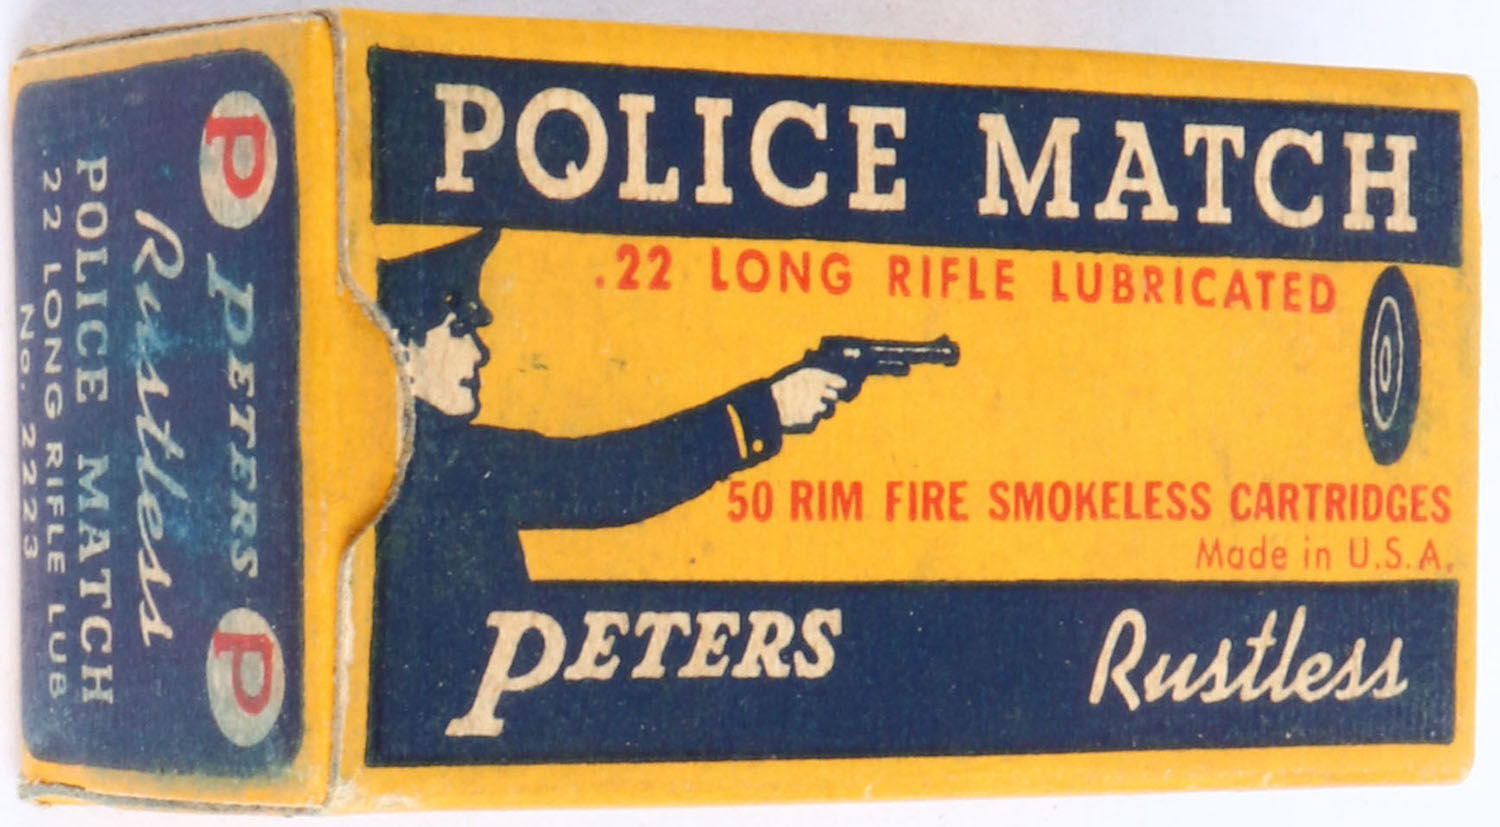 POLICE MATCH
.22 LONG RIFLE LUBRICATED
50 RIM FIRE SMOKELESS CARTRIDGES
Made in U.S.A.
PETERS Rustless
P PETERS P
Rustless
POLICE MATCH
.22 LONG RIFLE LUB.
No. 2223